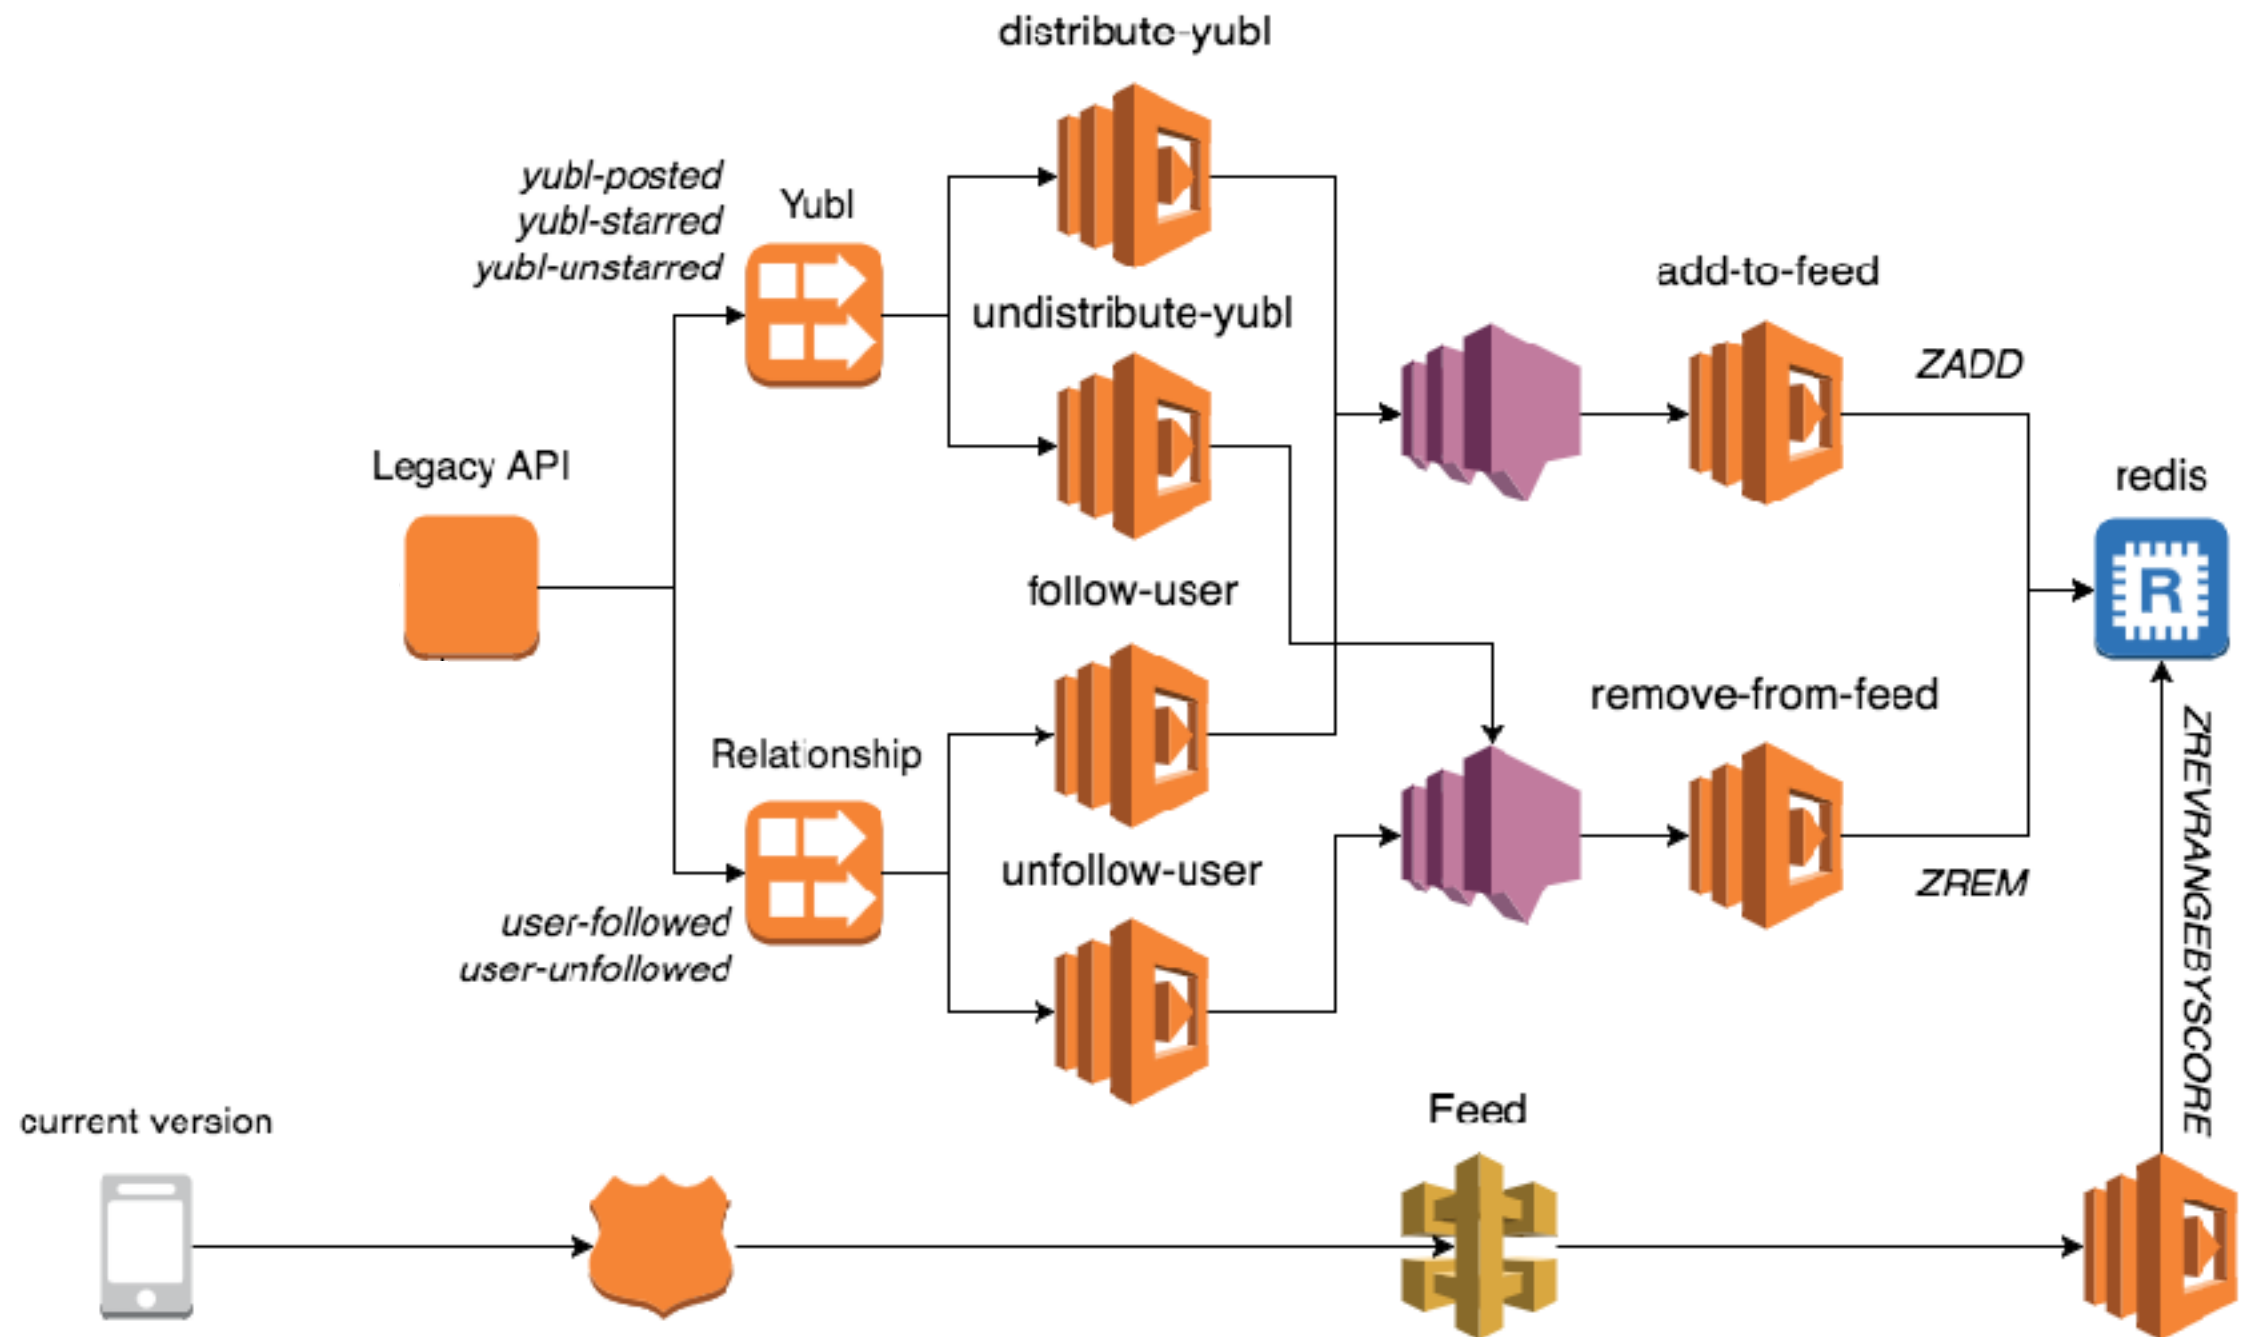 distribute-yubl
yubl-posted
yubl-starred
yubl-unstarred
Yubl
undistribute-yubl
add-to-feed
ZADD
Legacy API
redis
R
follow-user
remove-from-feed
Relationship
ZREVRANGEBYSCORE
unfollow-user
ZREM
user-followed
user-unfollowed
current version
Feed